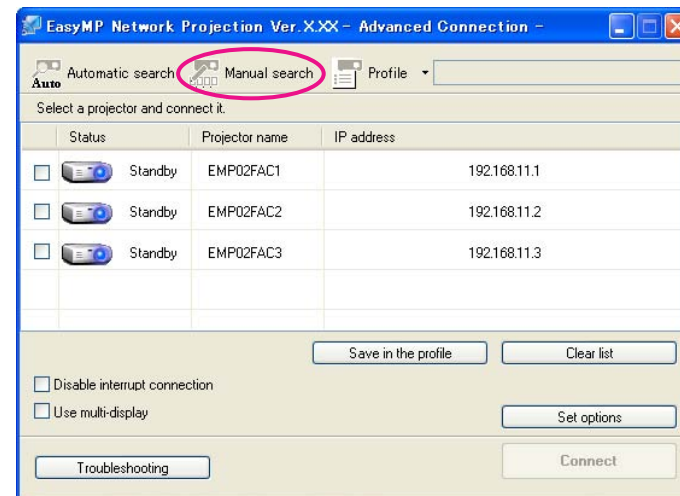 EasyMP Network Projection Ver.X.XX - Advanced Connection -
Auto Automatic search Manual search Profile
Select a projector and connect it.
Status Projector name IP address
Standby EMP02FAC1 192.168.11.1
Standby EMP02FAC2 192.168.11.2
Standby EMP02FAC3 192.168.11.3
Save in the profile Clear list
Disable interrupt connection
Use multi-display
Set options
Troubleshooting Connect